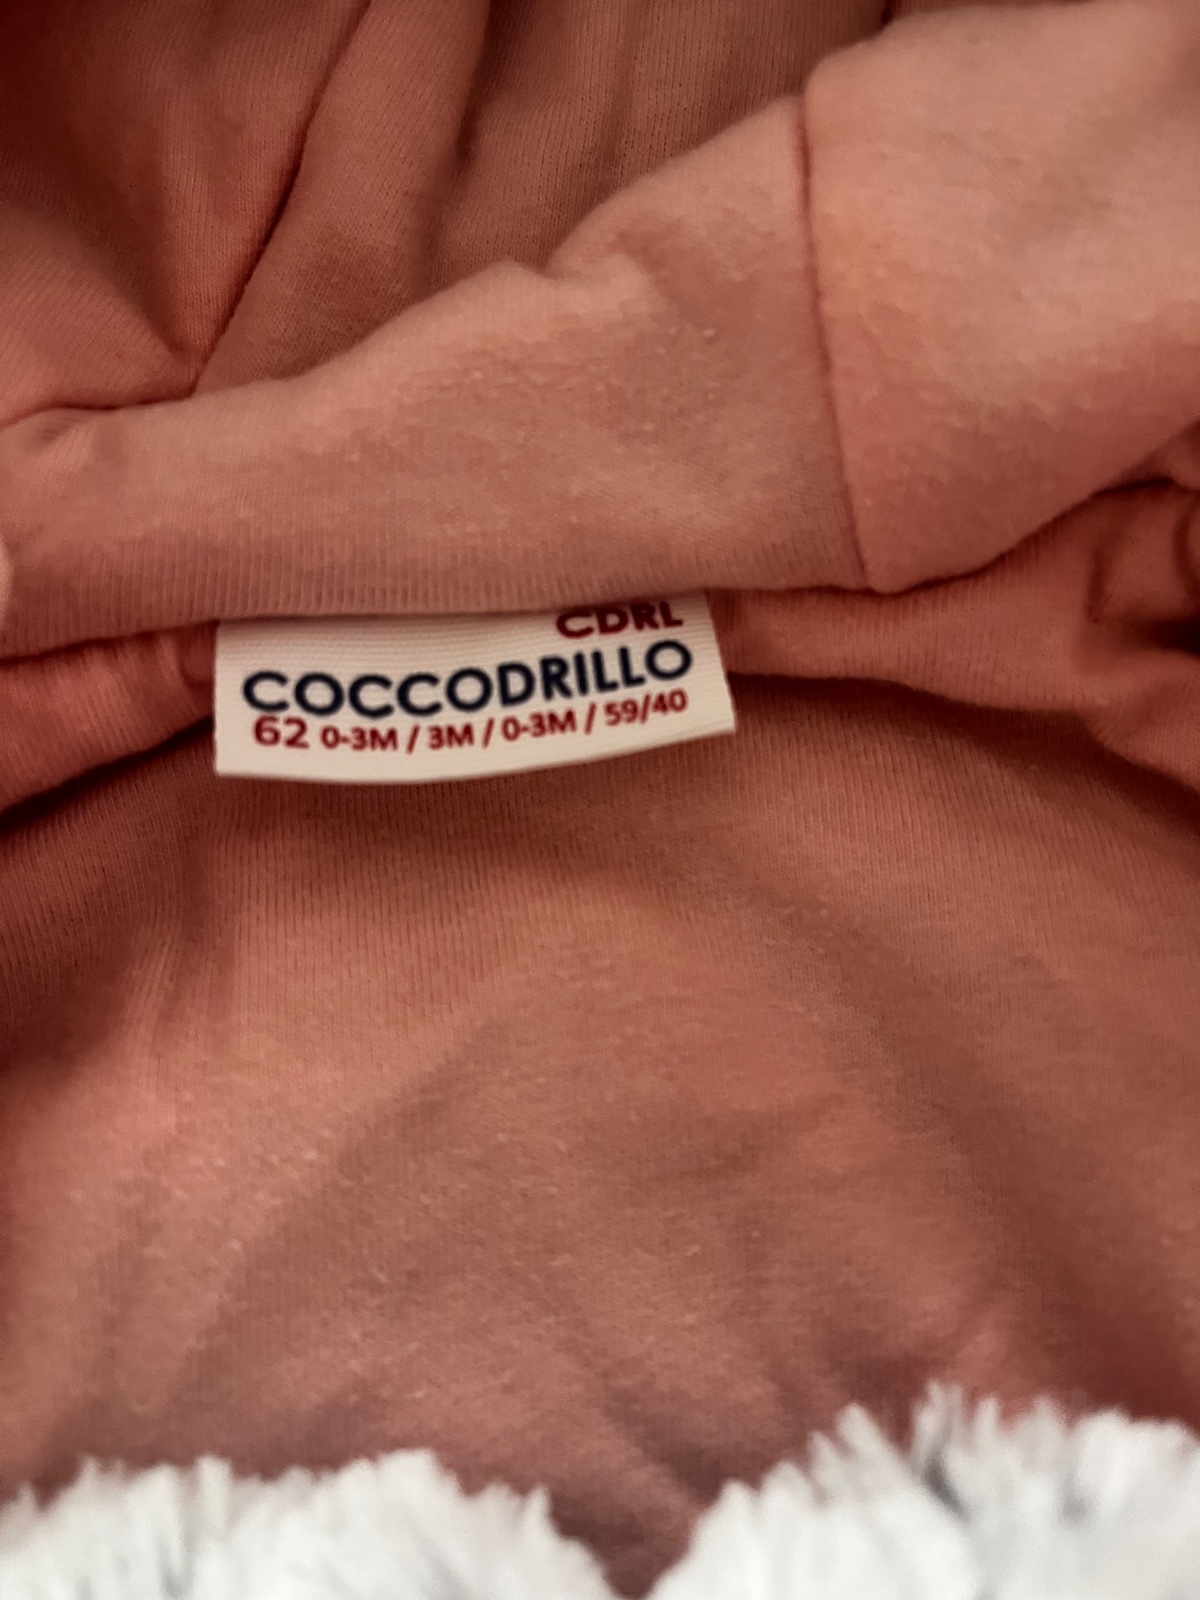 CDRL
COCCODRILLO
62 0-3M / 3M / 0-3M / 59/40